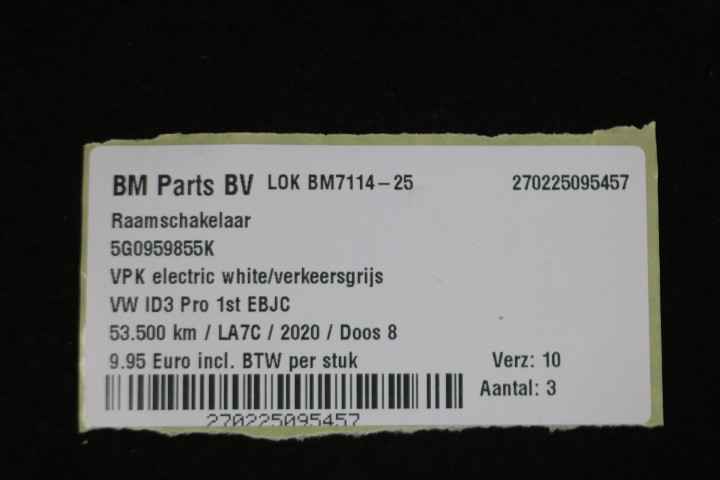 BM Parts BV LOK BM7114-25 270225095457
Raamschakelaar
5G0959855K
VPK electric white/verkeersgrijs
VW ID3 Pro 1st EBJC
53.500 km / LA7C / 2020 / Doos 8
9.95 Euro incl. BTW per stuk Verz: 10
Aantal: 3
270225095457